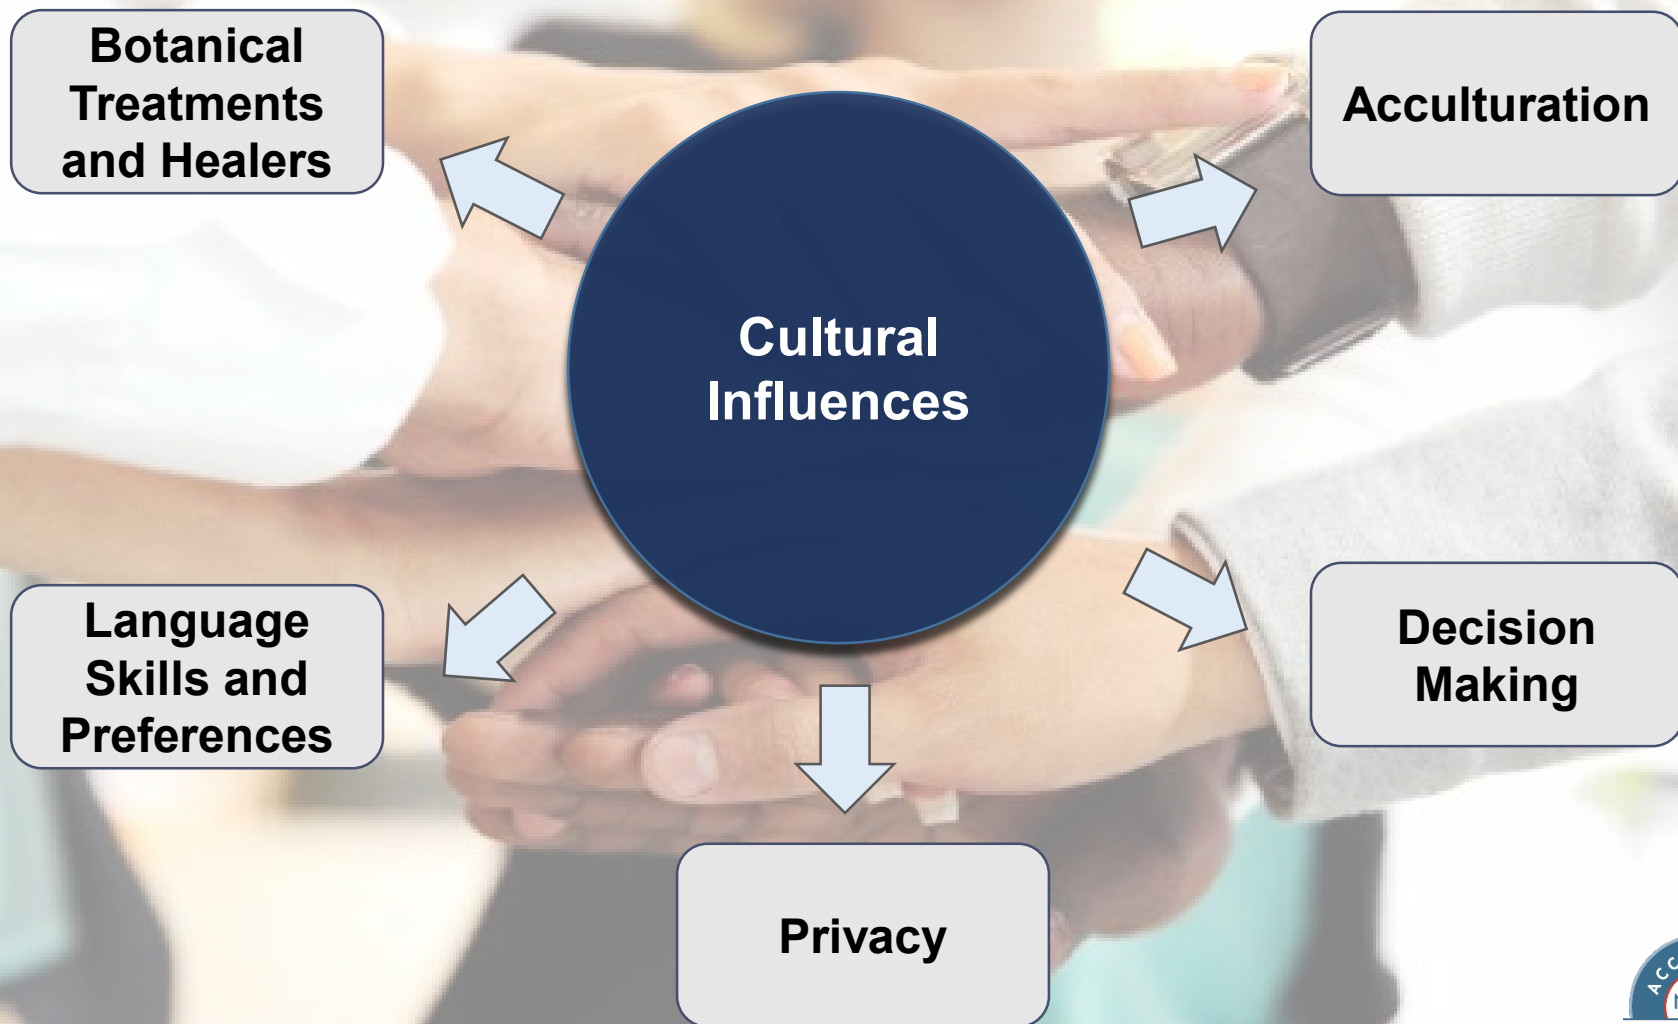 Botanical
Treatments
and Healers
Acculturation
Cultural
Influences
Language
Skills and
Preferences
Decision
Making
Privacy